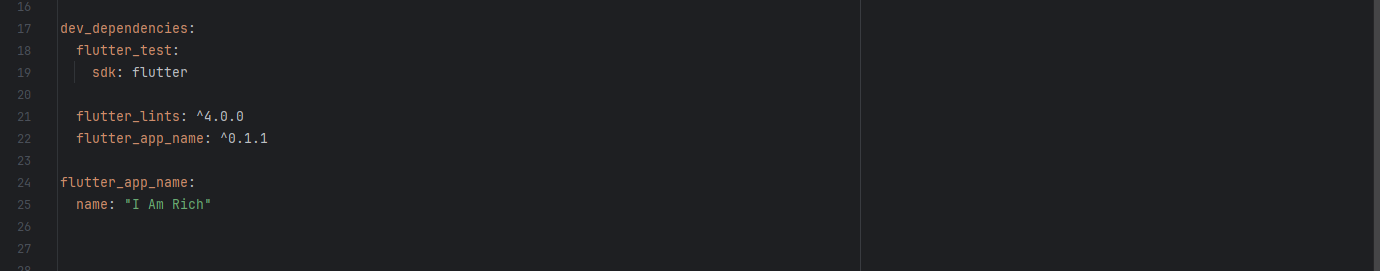 16
17 dev_dependencies:
18   flutter_test:
19     sdk: flutter
20
21   flutter_lints: ^4.0.0
22   flutter_app_name: ^0.1.1
23
24 flutter_app_name:
25   name: "I Am Rich"
26
27
28